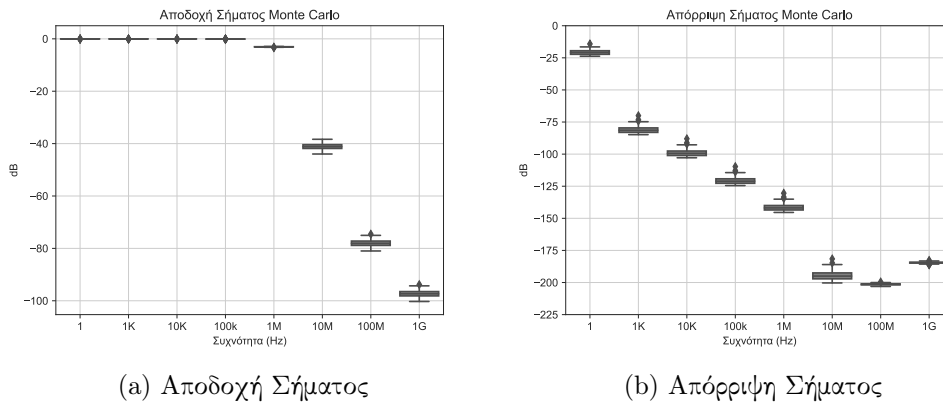 Αποδοχή Σήματος Monte Carlo
0
−20
−40
−60
−80
−100
dB
1 1K 10K 100k 1M 10M 100M 1G
Συχνότητα (Hz)
(a) Αποδοχή Σήματος
Απόρριψη Σήματος Monte Carlo
0
−25
−50
−75
−100
−125
−150
−175
−200
−225
dB
1 1K 10K 100k 1M 10M 100M 1G
Συχνότητα (Hz)
(b) Απόρριψη Σήματος